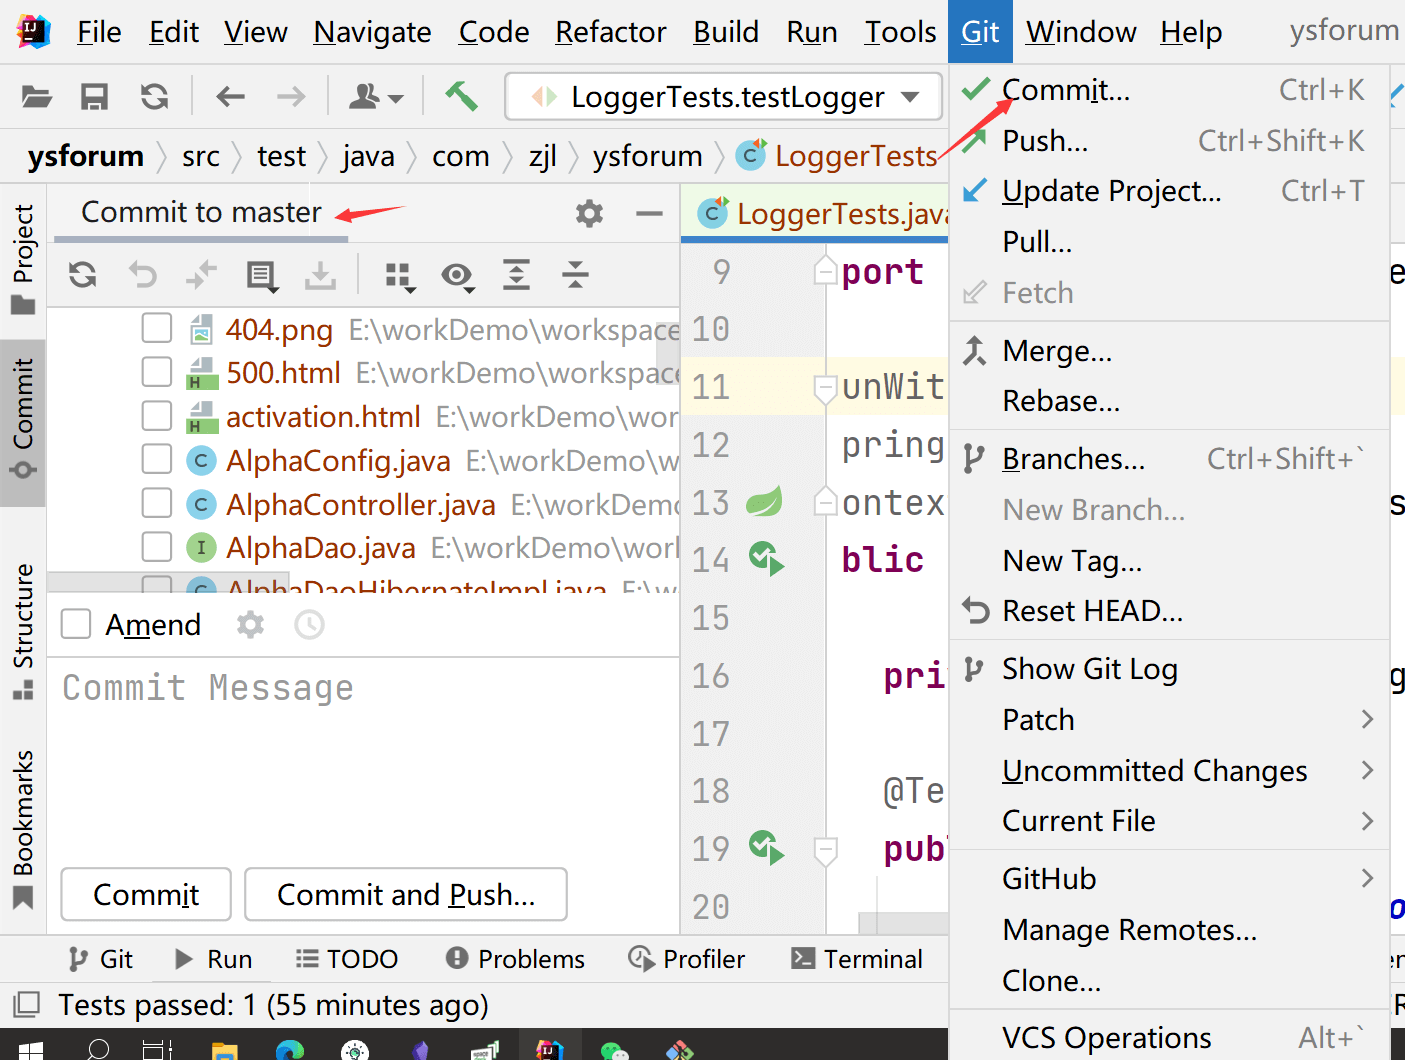 File Edit View Navigate Code Refactor Build Run Tools Git Window Help ysforum
LoggerTests.testLogger
ysforum src test java com zjl ysforum LoggerTests
Commit to master
LoggerTests.java
Project
Commit
Structure
Bookmarks
404.png E:\workDemo\workspace
500.html E:\workDemo\workspace
activation.html E:\workDemo\wor
AlphaConfig.java E:\workDemo\w
AlphaController.java E:\workDemo
AlphaDao.java E:\workDemo\worl
AlphaDaoHibernateImpl.java E:\w
Amend
Commit Message
Commit
Commit and Push...
9 port
10
11 unWit
12 pring
13 ontex
14 blic
15
16 pri
17
18 @Te
19 pub
20
Commit... Ctrl+K
Push... Ctrl+Shift+K
Update Project... Ctrl+T
Pull...
Fetch
Merge...
Rebase...
Branches... Ctrl+Shift+`
New Branch...
New Tag...
Reset HEAD...
Show Git Log
Patch
Uncommitted Changes
Current File
GitHub
Manage Remotes...
Clone...
VCS Operations Alt+`
Git Run TODO Problems Profiler Terminal
Tests passed: 1 (55 minutes ago)